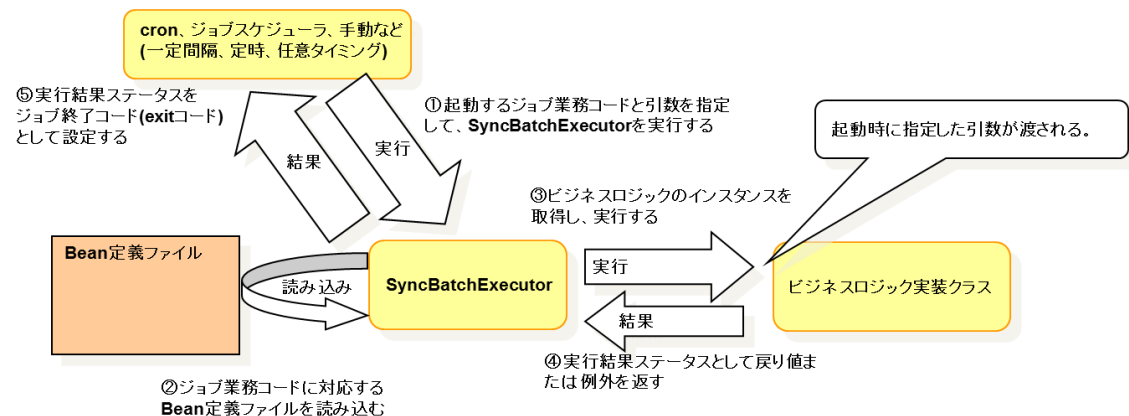 cron、ジョブスケジューラ、手動など
(一定間隔、定時、任意タイミング)
⑤実行結果ステータスを
ジョブ終了コード(exitコード)
として設定する
①起動するジョブ業務コードと引数を指定
して、SyncBatchExecutorを実行する
起動時に指定した引数が渡される。
結果
実行
③ビジネスロジックのインスタンスを
取得し、実行する
Bean定義ファイル
読み込み
SyncBatchExecutor
実行
ビジネスロジック実装クラス
結果
④実行結果ステータスとして戻り値ま
たは例外を返す
②ジョブ業務コードに対応する
Bean定義ファイルを読み込む